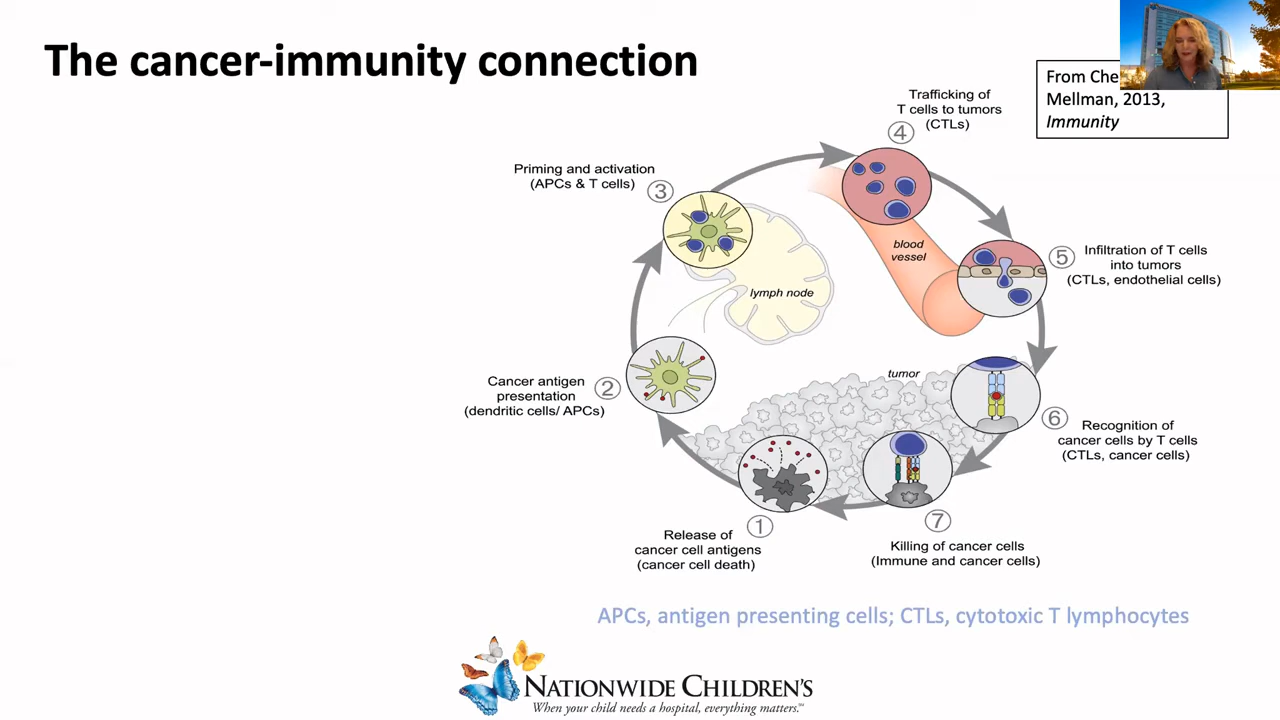 The cancer-immunity connection
From Che
Mellman, 2013,
Immunity
Trafficking of
T cells to tumors
(CTLs)
4
Priming and activation
(APCs & T cells)
3
blood
vessel
5
Infiltration of T cells
into tumors
(CTLs, endothelial cells)
lymph node
Cancer antigen
presentation
(dendritic cells/ APCs)
2
tumor
6
Recognition of
cancer cells by T cells
(CTLs, cancer cells)
1
Release of
cancer cell antigens
(cancer cell death)
7
Killing of cancer cells
(Immune and cancer cells)
APCs, antigen presenting cells; CTLs, cytotoxic T lymphocytes
NATIONWIDE CHILDREN'S
When your child needs a hospital, everything matters.℠